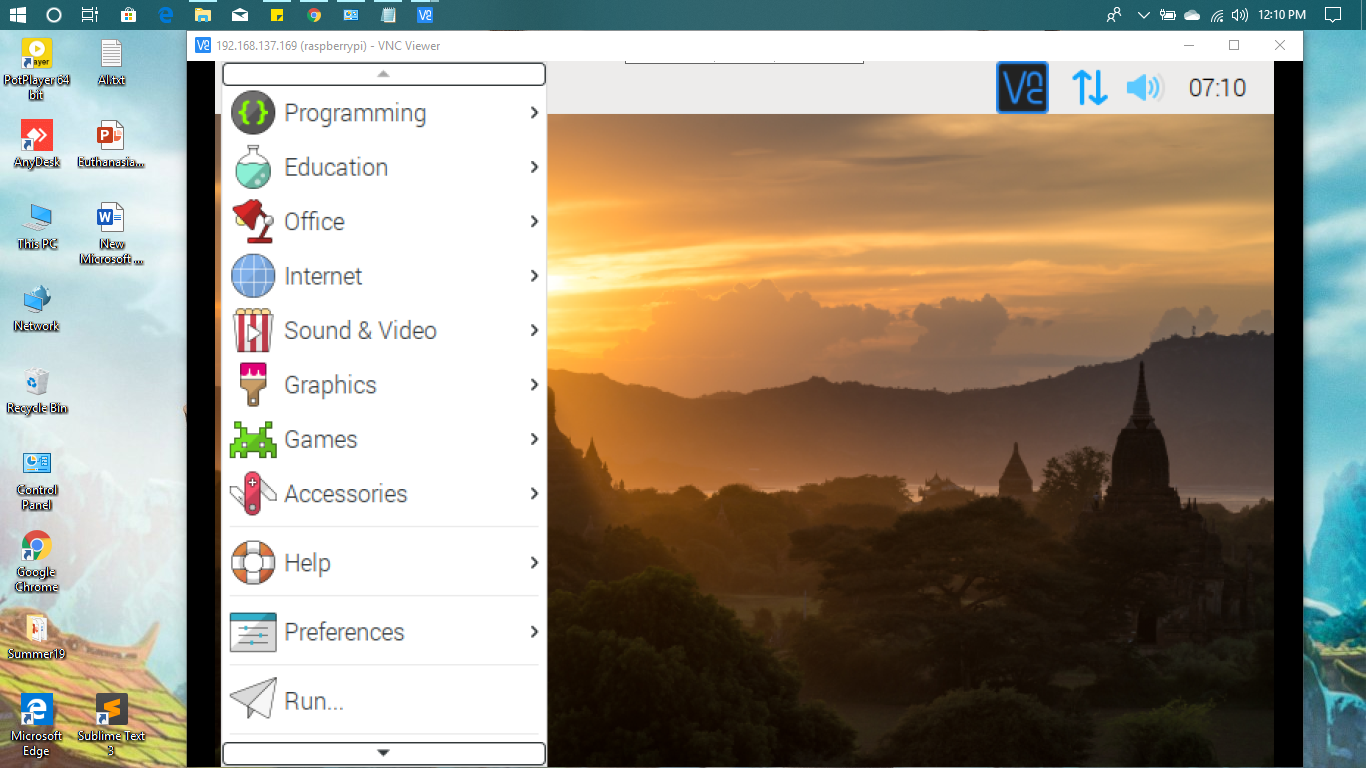 12:10 PM
PotPlayer 64
bit
Ali.txt
AnyDesk
Euthanasia...
This PC
New
Microsoft ...
Network
Recycle Bin
Control
Panel
Google
Chrome
Summer19
Microsoft
Edge
Sublime Text
3
192.168.137.169 (raspberrypi) - VNC Viewer
07:10
Programming
Education
Office
Internet
Sound & Video
Graphics
Games
Accessories
Help
Preferences
Run...